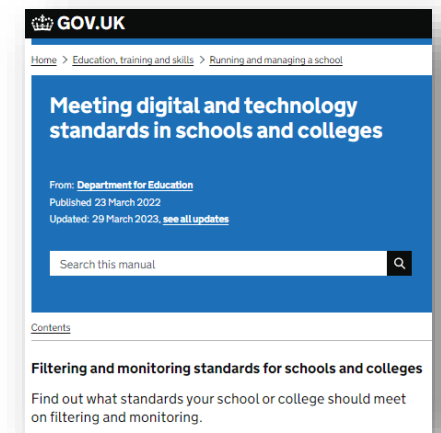 GOV.UK
Home > Education, training and skills > Running and managing a school
Meeting digital and technology
standards in schools and colleges
From: Department for Education
Published 23 March 2022
Updated: 29 March 2023, see all updates
Search this manual
Contents
Filtering and monitoring standards for schools and colleges
Find out what standards your school or college should meet
on filtering and monitoring.